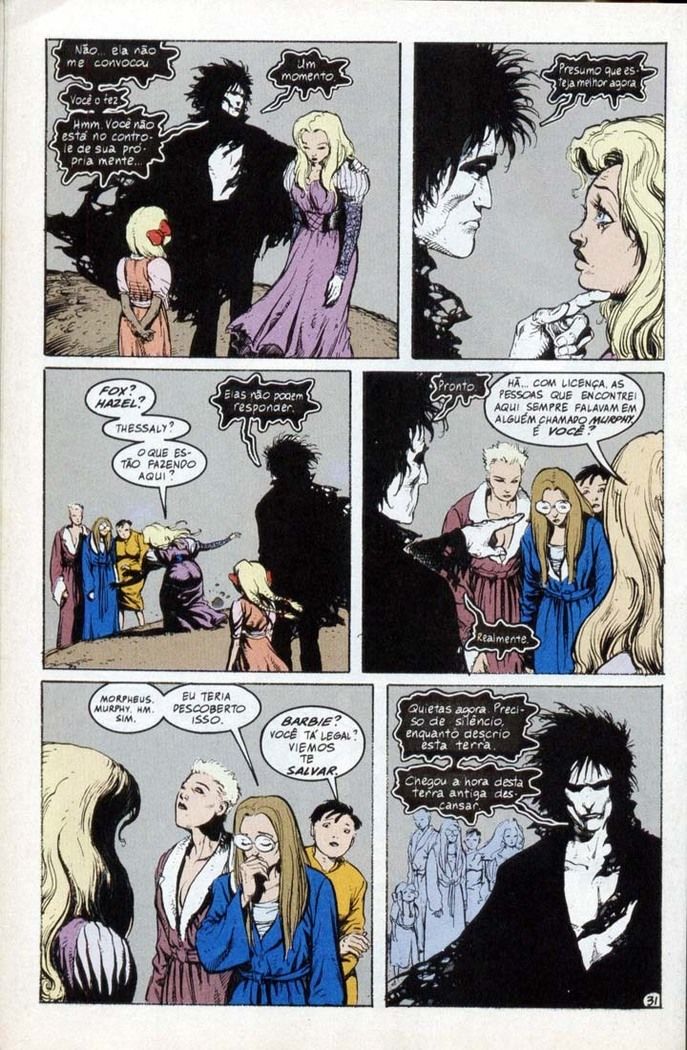 Não... ela não
me convocou
Você o fez
Hmm. Você não
está no contro-
le de sua pró-
pria mente...
Um
momento.
Presumo que es-
teja melhor agora
FOX?
HAZEL?
THESSALY?
O QUE ES-
TÃO FAZENDO
AQUI?
Elas não podem
responder.
Pronto.
HÃ... COM LICENÇA, AS
PESSOAS QUE ENCONTREI
AQUI SEMPRE FALAVAM EM
ALGUÉM CHAMADO MURPHY.
É VOCÊ?
Realmente.
MORPHEUS.
MURPHY. HM.
SIM.
EU TERIA
DESCOBERTO
ISSO.
BARBIE?
VOCÊ TÁ LEGAL?
VIEMOS
TE
SALVAR.
Quietas agora. Preci-
so de silêncio,
enquanto descrio
esta terra.
Chegou a hora desta
terra antiga des-
cansar.
31